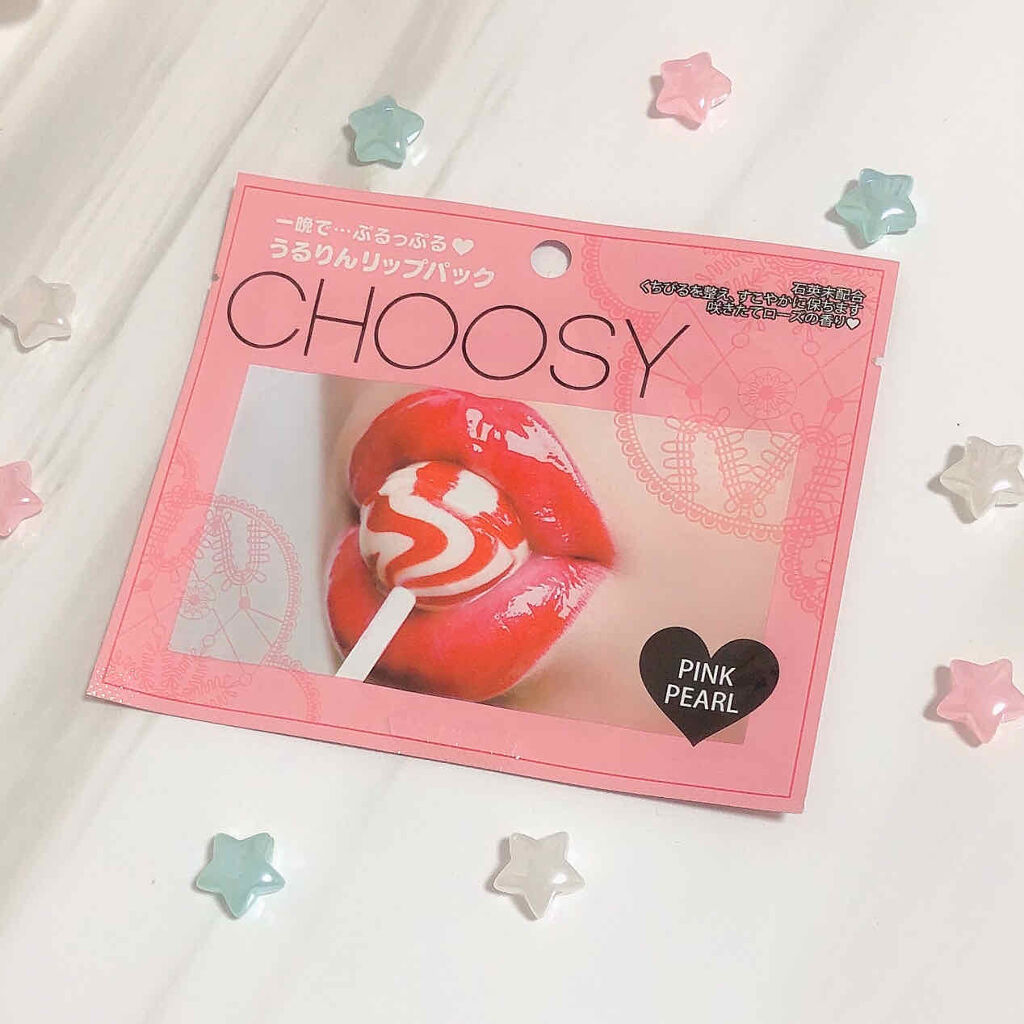 一晩で…ぷるっぷる♥
うるりんリップパック
CHOOSY
石英末配合
くちびるを整え、すこやかに保ちます
咲きたてローズの香り♥
PINK
PEARL